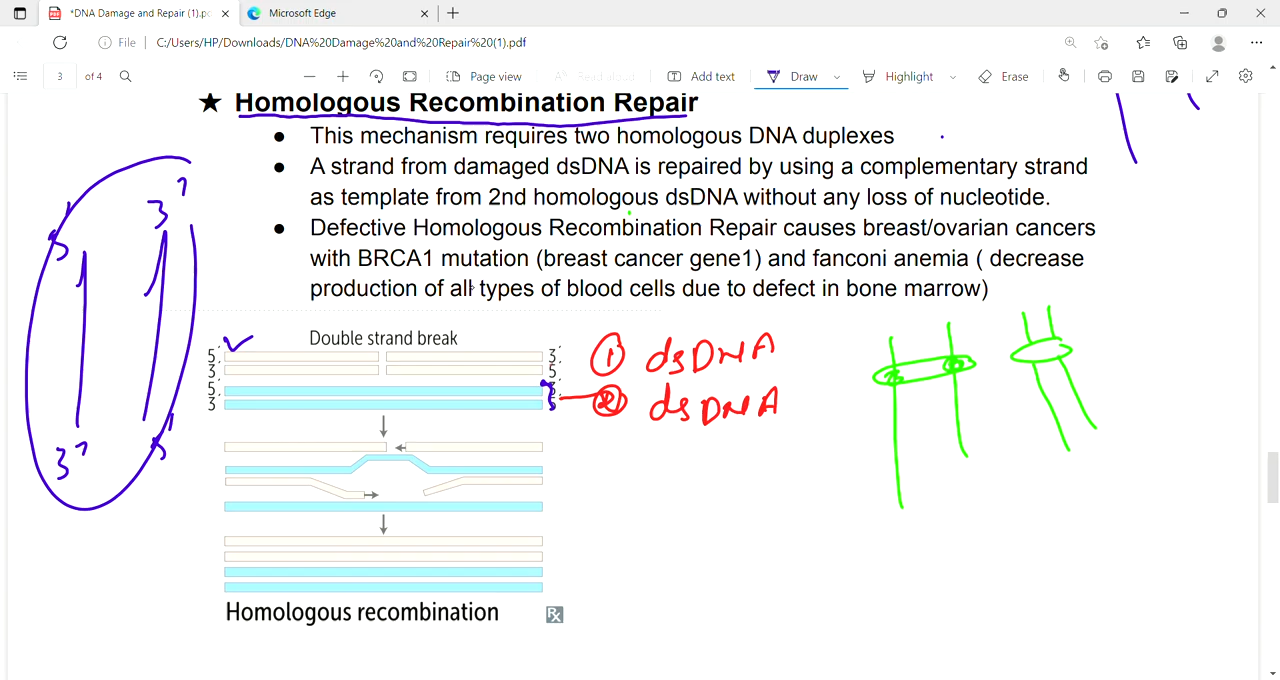 *DNA Damage and Repair (1).pd
Microsoft Edge
File
C:/Users/HP/Downloads/DNA%20Damage%20and%20Repair%20(1).pdf
3 of 4
Page view
Read aloud
Add text
Draw
Highlight
Erase
★ Homologous Recombination Repair
● This mechanism requires two homologous DNA duplexes
● A strand from damaged dsDNA is repaired by using a complementary strand
as template from 2nd homologous dsDNA without any loss of nucleotide.
● Defective Homologous Recombination Repair causes breast/ovarian cancers
with BRCA1 mutation (breast cancer gene1) and fanconi anemia ( decrease
production of all types of blood cells due to defect in bone marrow)
5' 3'
3' 5'
Double strand break
5′ 3′
3′ 5′
5′
3′
① dsDNA
② dsDNA
Homologous recombination
Rx